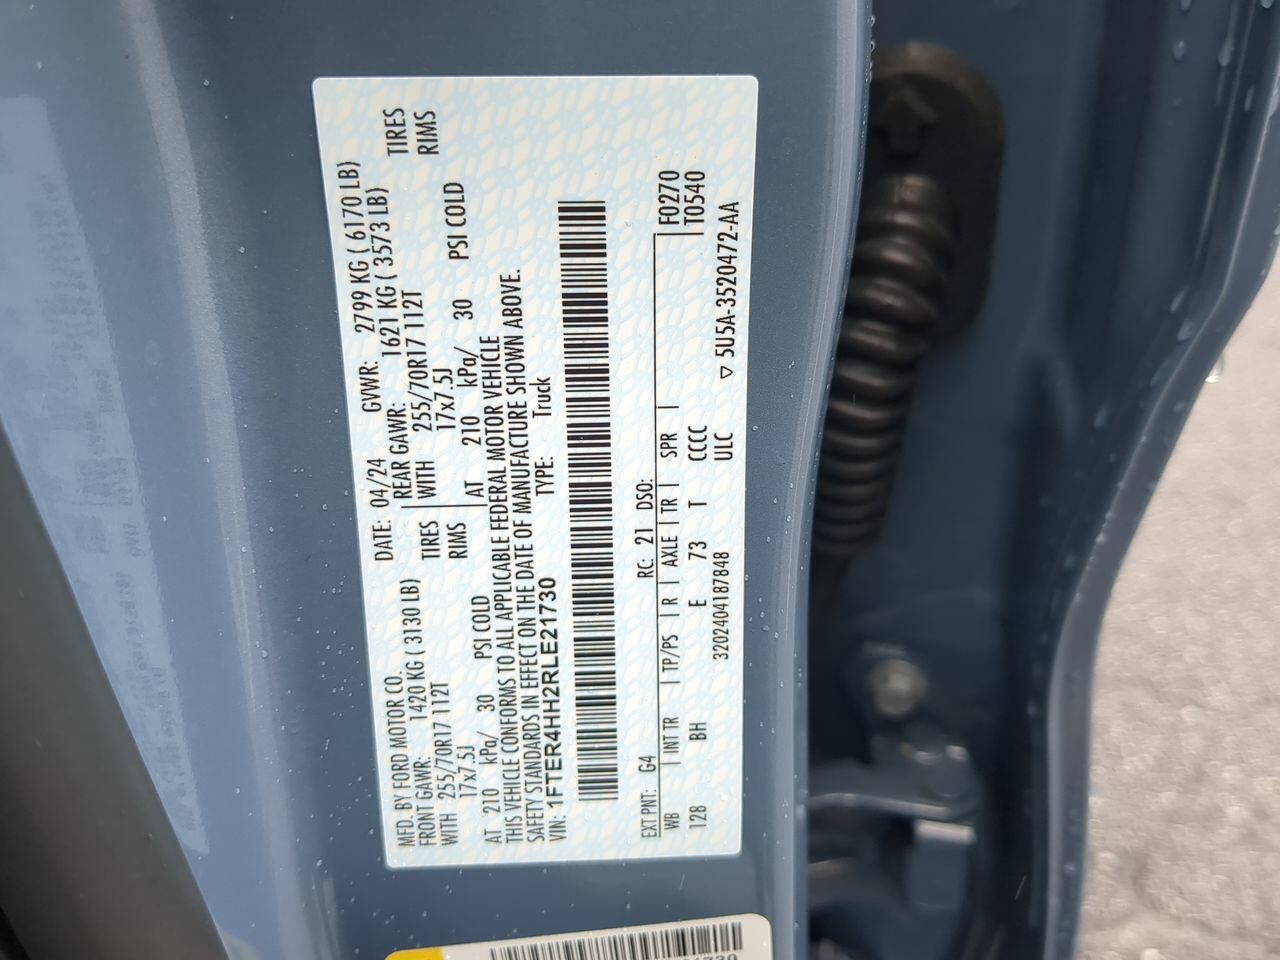 MFD. BY FORD MOTOR CO. DATE: 04/24 GVWR: 2799 KG ( 6170 LB)
FRONT GAWR: 1420 KG ( 3130 LB) REAR GAWR: 1621 KG ( 3573 LB)
WITH 255/70R17 112T TIRES WITH 255/70R17 112T TIRES
17x7.5J RIMS 17x7.5J RIMS
AT 210 kPa/ 30 PSI COLD AT 210 kPa/ 30 PSI COLD
THIS VEHICLE CONFORMS TO ALL APPLICABLE FEDERAL MOTOR VEHICLE
SAFETY STANDARDS IN EFFECT ON THE DATE OF MANUFACTURE SHOWN ABOVE.
VIN: 1FTER4HH2RLE21730 TYPE: Truck
EXT PNT: G4 RC: 21 DSO: F0270
WB | INT TR | TP/PS | R | AXLE | TR | SPR | T0540
128 BH E 73 T CCCC
3202404187848 ULC ▽ 5U5A-3520472-AA